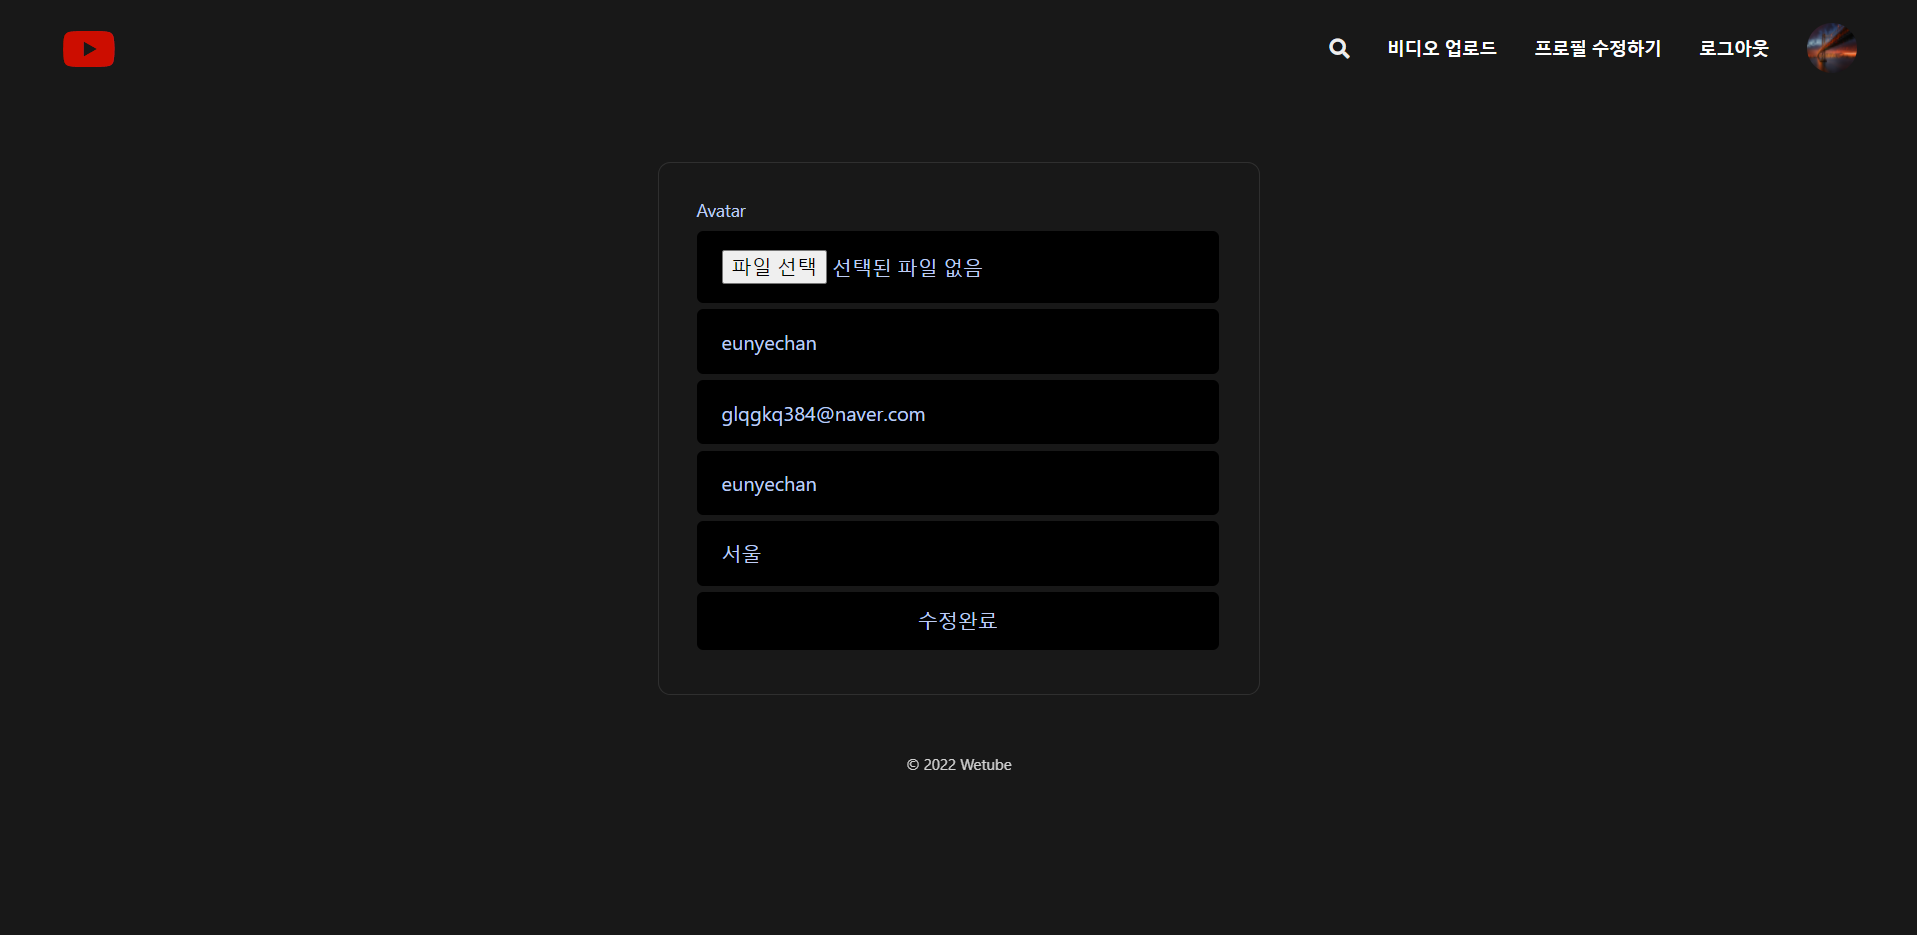 비디오 업로드 프로필 수정하기 로그아웃
Avatar
파일 선택 선택된 파일 없음
eunyechan
glqgkq384@naver.com
eunyechan
서울
수정완료
© 2022 Wetube